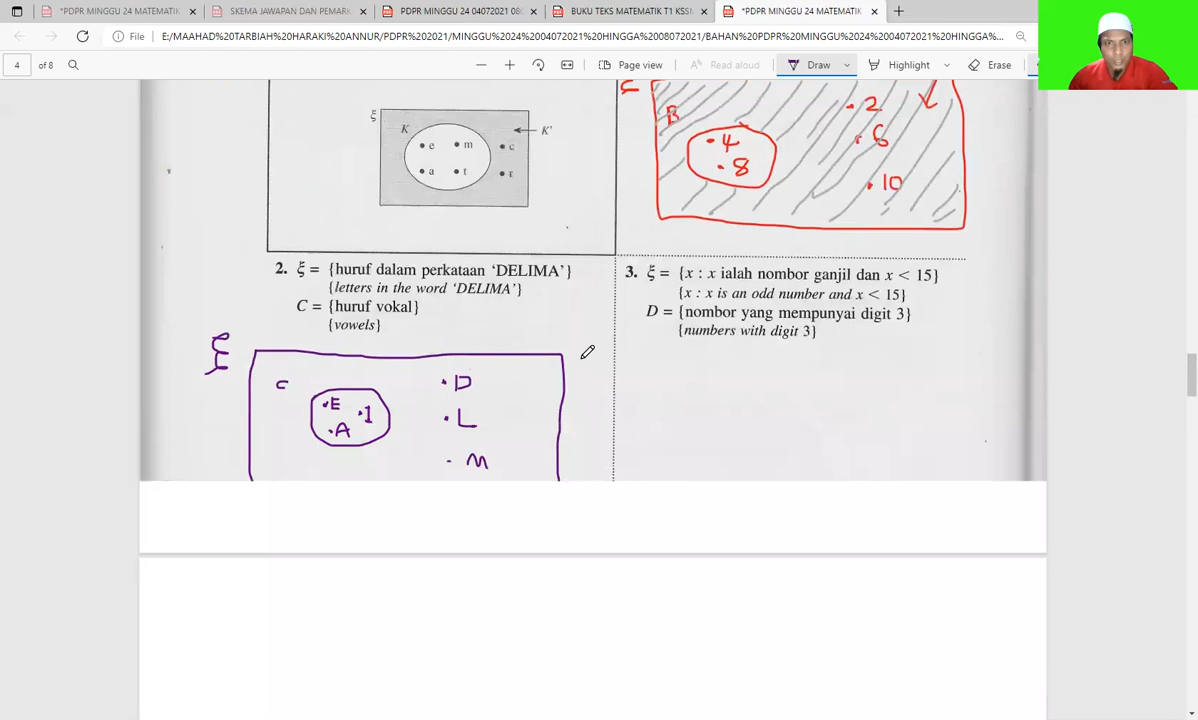 *PDPR MINGGU 24 MATEMATIK
SKEMA JAWAPAN DAN PEMARK
PDPR MINGGU 24 04072021 08
BUKU TEKS MATEMATIK T1 KSSM
*PDPR MINGGU 24 MATEMATIK
File
E:/MAAHAD%20TARBIAH%20HARAKI%20ANNUR/PDPR%202021/MINGGU%2024%2004072021%20HINGGA%2008072021/BAHAN%20PDPR%20MINGGU%2024%2004072021%20HINGGA%...
4 of 8
Page view
Read aloud
Draw
Highlight
Erase
ξ
K
K'
e
m
c
a
t
r
ξ
B
4
8
2
6
10
2. ξ = {huruf dalam perkataan 'DELIMA'}
{letters in the word 'DELIMA'}
C = {huruf vokal}
{vowels}
3. ξ = {x : x ialah nombor ganjil dan x < 15}
{x : x is an odd number and x < 15}
D = {nombor yang mempunyai digit 3}
{numbers with digit 3}
ξ
C
E
I
A
D
L
M